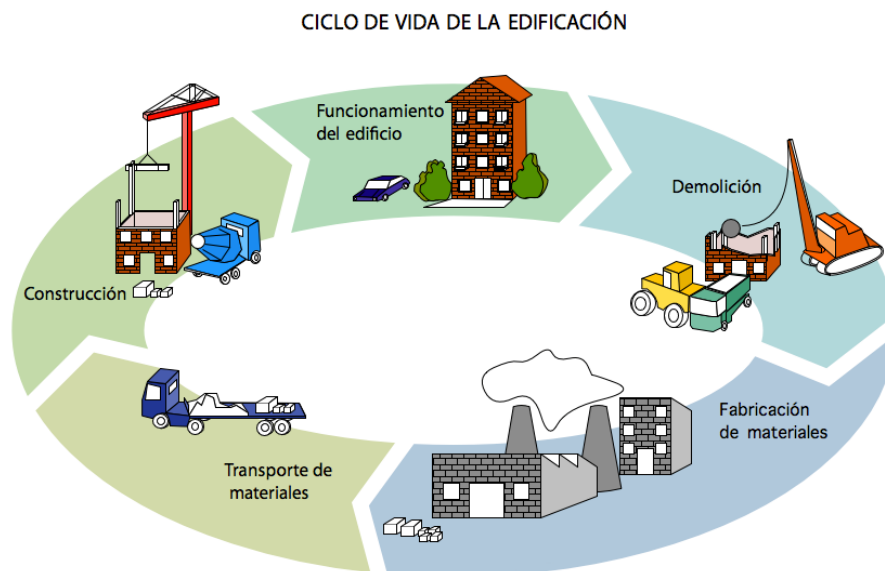 CICLO DE VIDA DE LA EDIFICACIÓN
Funcionamiento
del edificio
Demolición
Construcción
Fabricación
de materiales
Transporte de
materiales